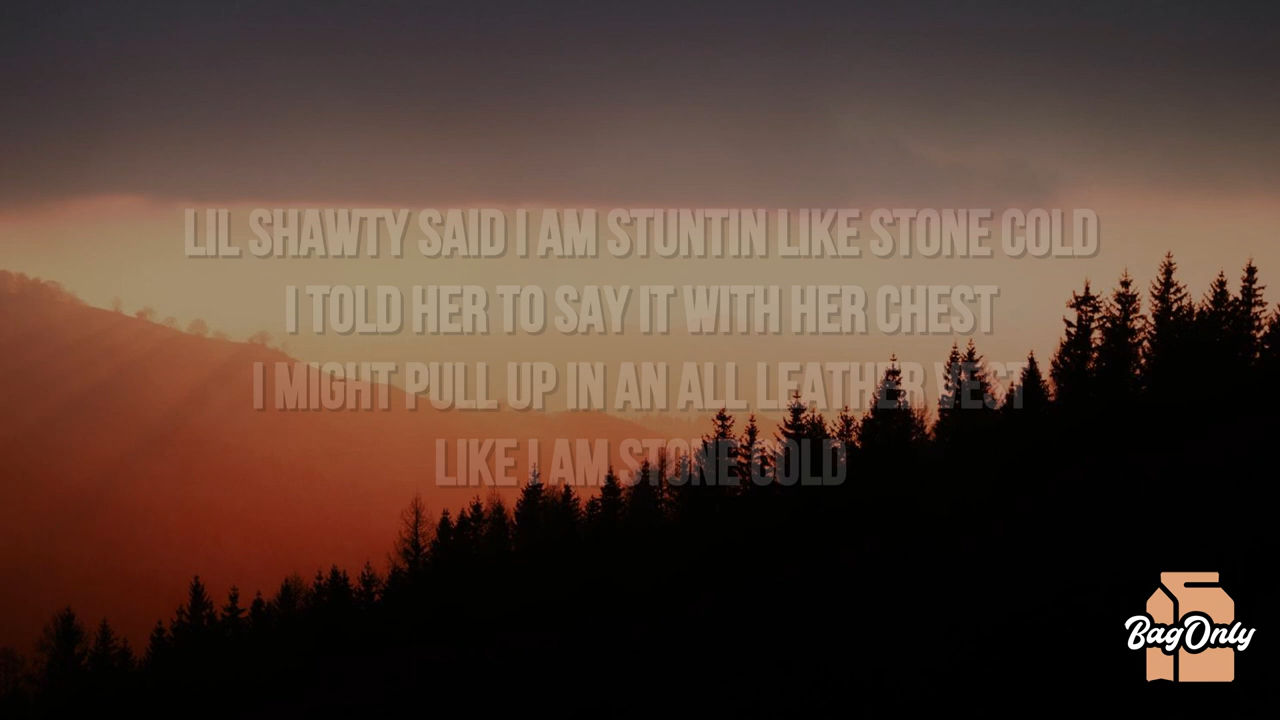 LIL SHAWTY SAID I AM STUNTIN LIKE STONE COLD
I TOLD HER TO SAY IT WITH HER CHEST
I MIGHT PULL UP IN AN ALL LEATHER VEST
LIKE I AM STONE COLD
BagOnly